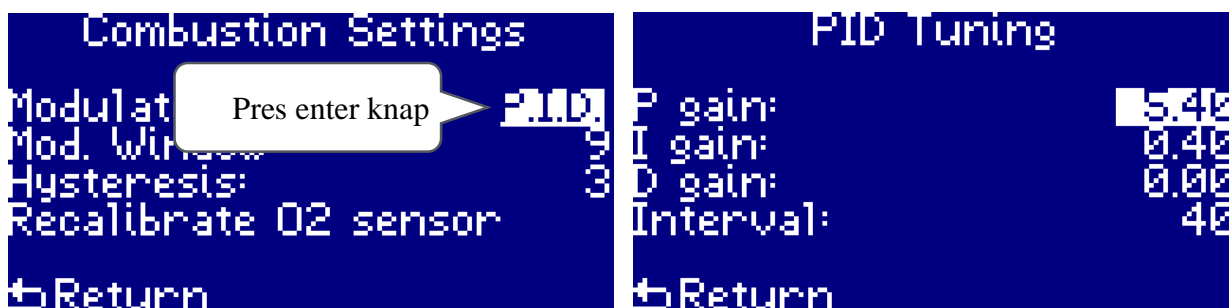 Combustion Settings
Modulat P.I.D.
Pres enter knap
Mod. Window 9
Hysteresis: 3
Recalibrate O2 sensor
Return
PID Tuning
P gain: 5.40
I gain: 0.40
D gain: 0.00
Interval: 40
Return